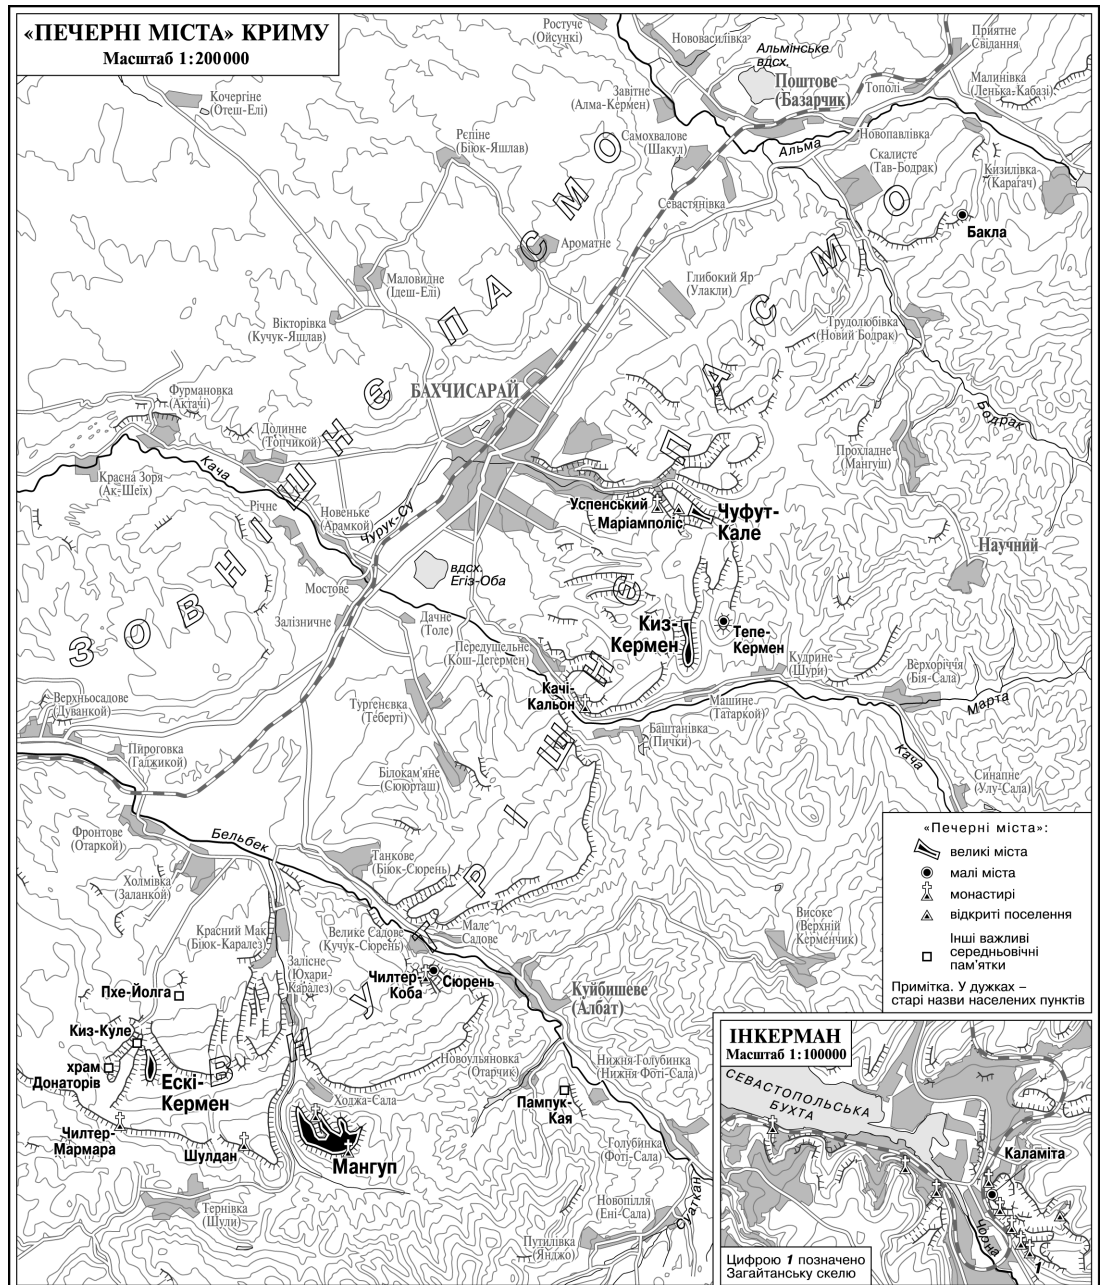 «ПЕЧЕРНІ МІСТА» КРИМУ
Масштаб 1:200000
Ростуче
(Ойсункі)
Нововасилівка
Альмінське
вдсх.
Приятне
Свідання
Кочергіне
(Отеш-Елі)
Завітне
(Алма-Кермен)
Поштове
(Базарчик)
Тополі
Малинівка
(Ленька-Кабазі)
Рєпіне
(Біюк-Яшлав)
Самохвалове
(Шакул)
Альма
Новопавлівка
Скалисте
(Тав-Бодрак)
Кизилівка
(Карагач)
Севастянівка
Бакла
Ароматне
Маловидне
(Ідеш-Елі)
Глибокий Яр
(Улакли)
Вікторівка
(Кучук-Яшлав)
Трудолюбівка
(Новий Бодрак)
Фурмановка
(Актачі)
БАХЧИСАРАЙ
Бодрак
Долинне
(Топчикой)
Прохладне
(Мангуш)
Красна Зоря
(Ак-Шеїх)
Кача
Річне
Новеньке
(Арамкой)
Чурук-Су
Успенський
Маріамполіс
Чуфут-
Кале
Научний
вдсх.
Егіз-Оба
Мостове
Залізничне
Дачне
(Толе)
Киз-
Кермен
Тепе-
Кермен
Передущельне
(Кош-Дегермен)
Кудрине
(Шури)
Верхоріччя
(Бія-Сала)
Качі-
Кальон
Машине
(Татаркой)
Марта
Верхньосадове
(Дуванкой)
Тургенєвка
(Теберті)
Баштанівка
(Пички)
Пироговка
(Гаджикой)
Кача
Білокам'яне
(Сююрташ)
Синапне
(Улу-Сала)
Фронтове
(Отаркой)
Бельбек
Танкове
(Біюк-Сюрень)
Холмівка
(Заланкой)
ЗОВНІШНЄ ПАСМО
ВНУТРІШНЄ ПАСМО
Красний Мак
(Біюк-Каралез)
Велике Садове
(Кучук-Сюрень)
Мале
Садове
Високе
(Верхній
Керменчик)
Залісне
(Юхари-
Каралез)
Чилтер-
Коба
Сюрень
Куйбишеве
(Албат)
Пхе-Йолга
Киз-Куле
храм
Донаторів
Ескі-
Кермен
Новоульяновка
(Отарчик)
Нижня Голубинка
(Нижня Фоті-Сала)
Ходжа-Сала
Пампук-
Кая
Чилтер-
Мармара
Шулдан
Мангуп
Голубинка
(Фоті-Сала)
Тернівка
(Шули)
Новопілля
(Ені-Сала)
Суаткан
Путилівка
(Янджо)
«Печерні міста»:
великі міста
малі міста
монастирі
відкриті поселення
Інші важливі
середньовічні
пам'ятки
Примітка. У дужках –
старі назви населених пунктів
ІНКЕРМАН
Масштаб 1:100000
СЕВАСТОПОЛЬСЬКА
БУХТА
Каламіта
Чорна
1
Цифрою 1 позначено
Загайтанську скелю